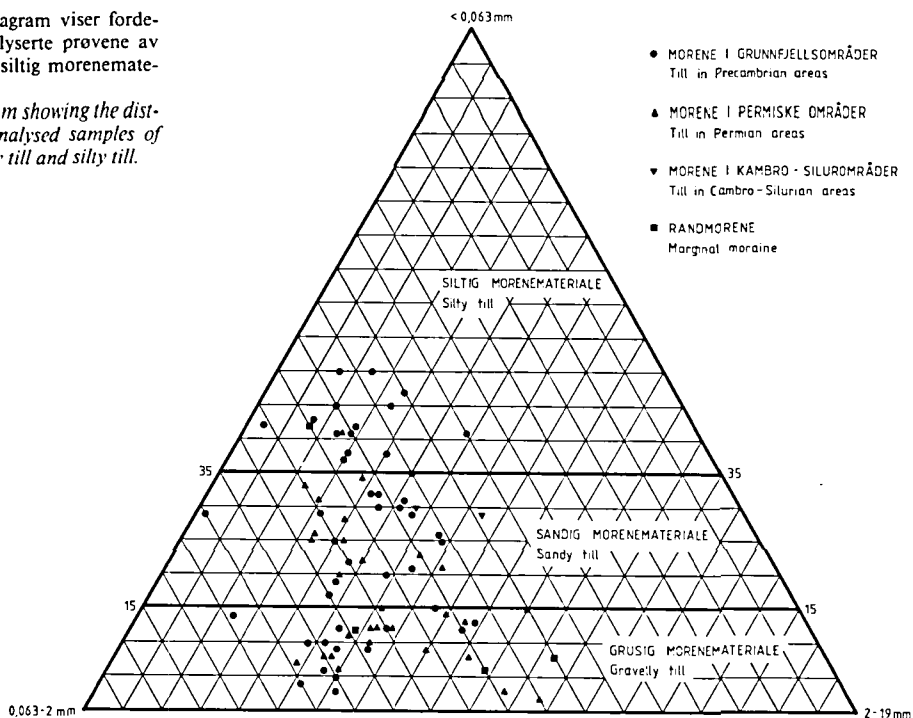 agram viser forde-
lyserte prøvene av
siltig morenemate-
m showing the dist-
nalysed samples of
till and silty till.
< 0,063 mm
● MORENE I GRUNNFJELLSOMRÅDER
Till in Precambrian areas
▲ MORENE I PERMISKE OMRÅDER
Till in Permian areas
▼ MORENE I KAMBRO - SILUROMRÅDER
Till in Cambro-Silurian areas
■ RANDMORENE
Marginal moraine
SILTIG MORENEMATERIALE
Silty till
35
35
SANDIG MORENEMATERIALE
Sandy till
15
15
GRUSIG MORENEMATERIALE
Gravelly till
0,063-2 mm
2-19 mm